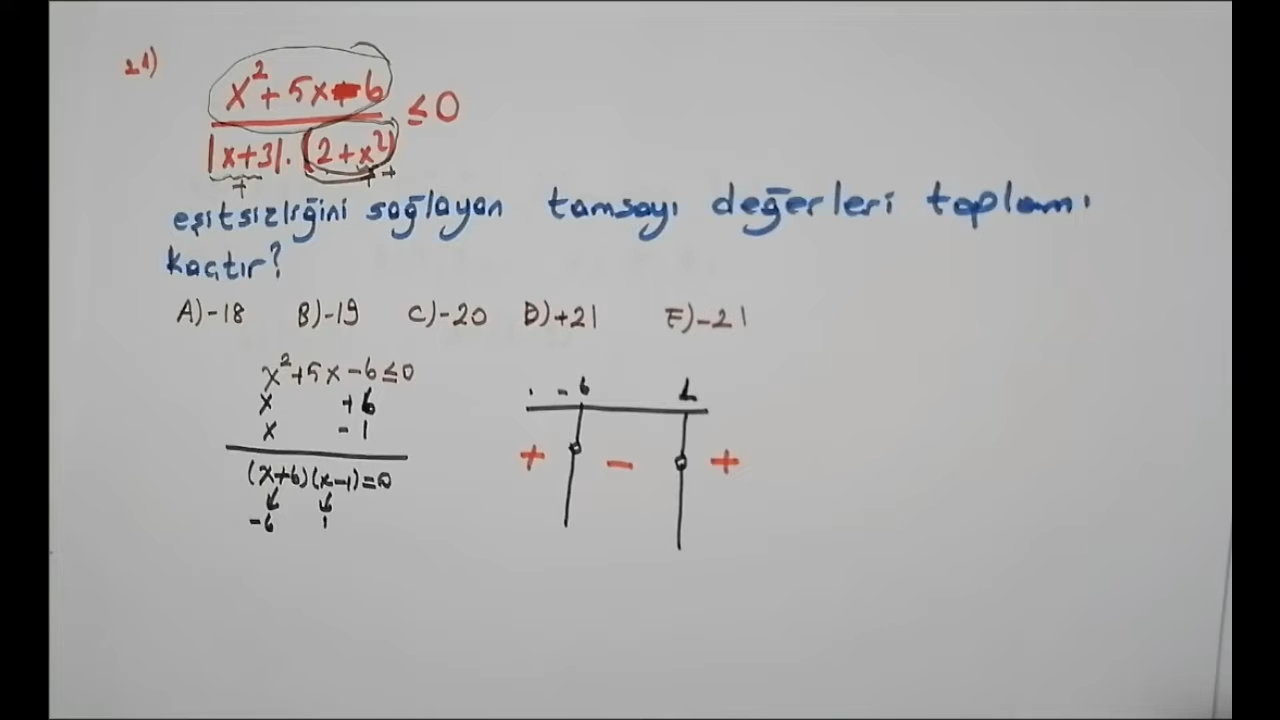 21)
x² + 5x - 6
|x+3|. (2+x²) ≤ 0
+ + +
eşitsizliğini sağlayan tamsayı değerleri toplamı
kaçtır?
A)-18 B)-19 C)-20 D)+21 E)-21
x²+5x-6≤0
x +6
x -1
(x+6)(x-1)=0
-6 1
-6 1
+ - +